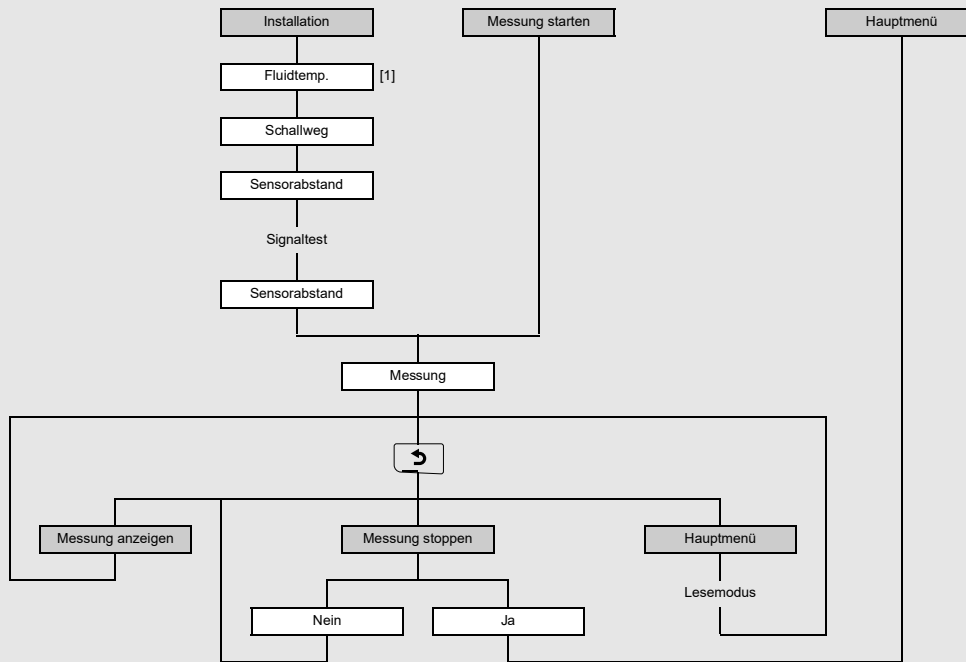 Installation
Messung starten
Hauptmenü
Fluidtemp.
[1]
Schallweg
Sensorabstand
Signaltest
Sensorabstand
Messung
Messung anzeigen
Messung stoppen
Hauptmenü
Lesemodus
Nein
Ja